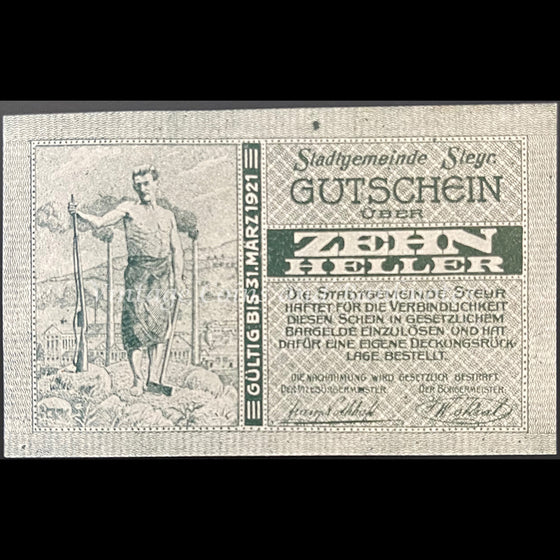 Stadtgemeinde Steyr.
GUTSCHEIN
ÜBER
ZEHN
HELLER
DIE STADTGEMEINDE STEYR
HAFTET FÜR DIE VERBINDLICHKEIT
DIESEN SCHEIN IN GESETZLICHEM
BARGELDE EINZULÖSEN UND HAT
DAFÜR EINE EIGENE DECKUNGSRÜCK
LAGE BESTELLT.
DIE NACHAHMUNG WIRD GESETZLICH BESTRAFT.
DER VIZEBÜRGERMEISTER: DER BÜRGERMEISTER:
GÜLTIG BIS 31. MÄRZ 1921